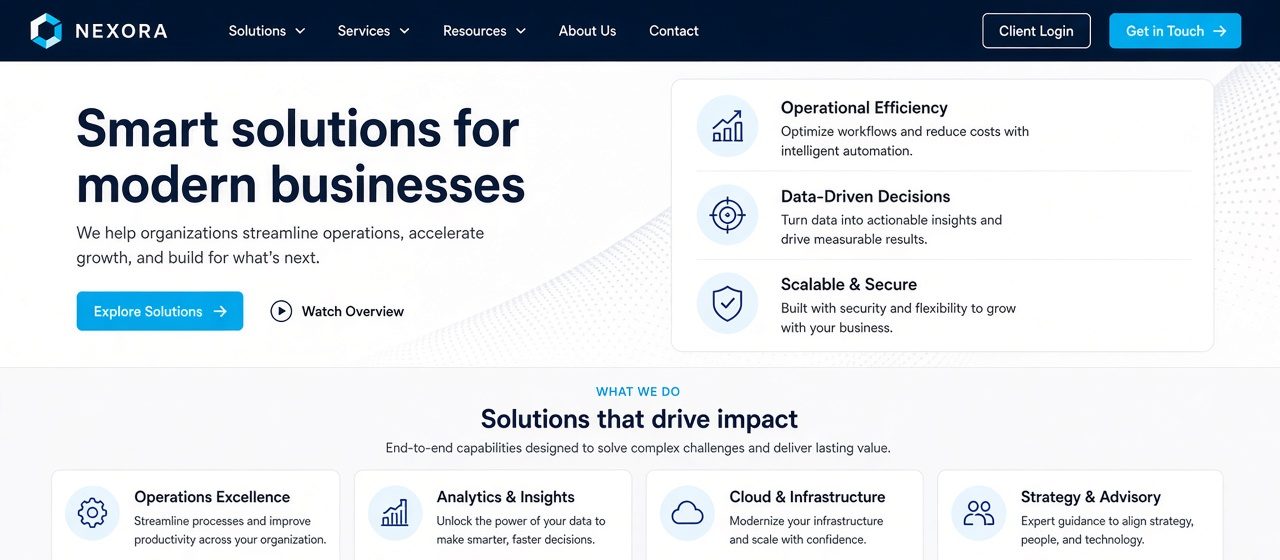 NEXORA
Solutions
Services
Resources
About Us
Contact
Client Login
Get in Touch
Smart solutions for
modern businesses
We help organizations streamline operations, accelerate
growth, and build for what's next.
Explore Solutions
Watch Overview
Operational Efficiency
Optimize workflows and reduce costs with
intelligent automation.
Data-Driven Decisions
Turn data into actionable insights and
drive measurable results.
Scalable & Secure
Built with security and flexibility to grow
with your business.
WHAT WE DO
Solutions that drive impact
End-to-end capabilities designed to solve complex challenges and deliver lasting value.
Operations Excellence
Streamline processes and improve
productivity across your organization.
Analytics & Insights
Unlock the power of your data to
make smarter, faster decisions.
Cloud & Infrastructure
Modernize your infrastructure
and scale with confidence.
Strategy & Advisory
Expert guidance to align strategy,
people, and technology.